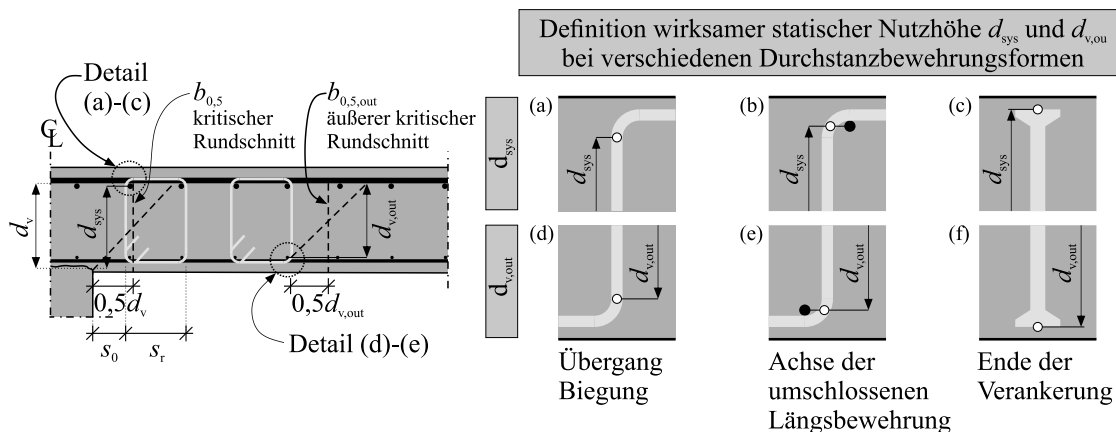 Definition wirksamer statischer Nutzhöhe d_sys und d_v,ou
bei verschiedenen Durchstanzbewehrungsformen
Detail
(a)-(c)
b_0,5
kritischer
Rundschnitt
b_0,5,out
äußerer kritischer
Rundschnitt
℄
d_v
d_sys
d_v,out
0,5d_v
0,5d_v,out
s_0
s_r
Detail (d)-(e)
d_sys
(a)
d_sys
(b)
d_sys
(c)
d_sys
d_v,out
(d)
d_v,out
(e)
d_v,out
(f)
d_v,out
Übergang
Biegung
Achse der
umschlossenen
Längsbewehrung
Ende der
Verankerung